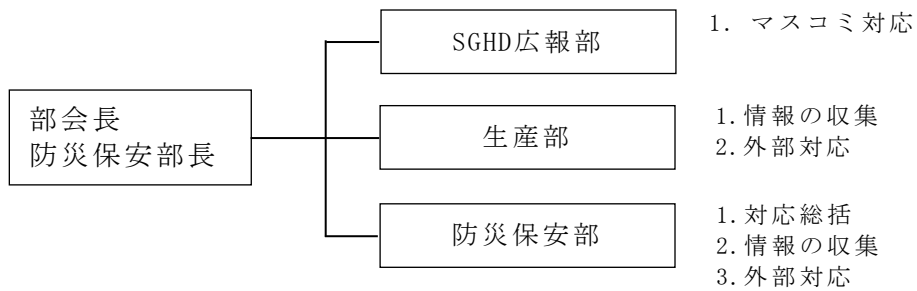 部会長
防災保安部長
SGHD広報部
1. マスコミ対応
生産部
1.情報の収集
2.外部対応
防災保安部
1.対応総括
2.情報の収集
3.外部対応